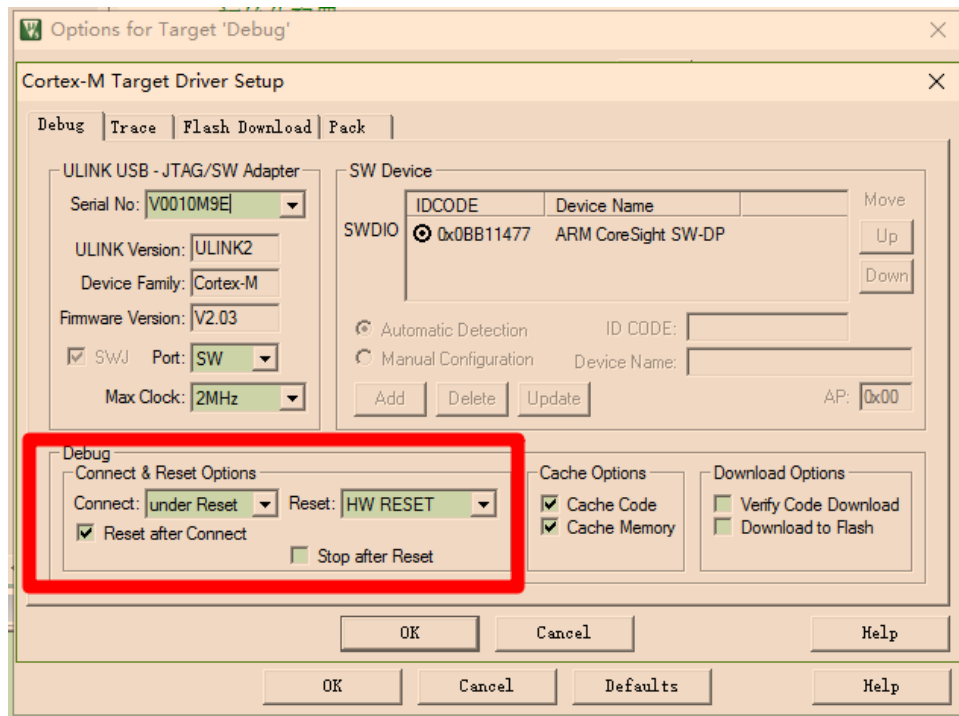 Options for Target 'Debug'
Cortex-M Target Driver Setup
Debug Trace Flash Download Pack
ULINK USB - JTAG/SW Adapter
Serial No: V0010M9E
ULINK Version: ULINK2
Device Family: Cortex-M
Firmware Version: V2.03
SWJ Port: SW
Max Clock: 2MHz
SW Device
IDCODE Device Name
SWDIO 0x0BB11477 ARM CoreSight SW-DP
Move
Up
Down
Automatic Detection ID CODE:
Manual Configuration Device Name:
Add Delete Update AP: 0x00
Debug
Connect & Reset Options
Connect: under Reset Reset: HW RESET
Reset after Connect
Stop after Reset
Cache Options
Cache Code
Cache Memory
Download Options
Verify Code Download
Download to Flash
OK Cancel Help
OK Cancel Defaults Help